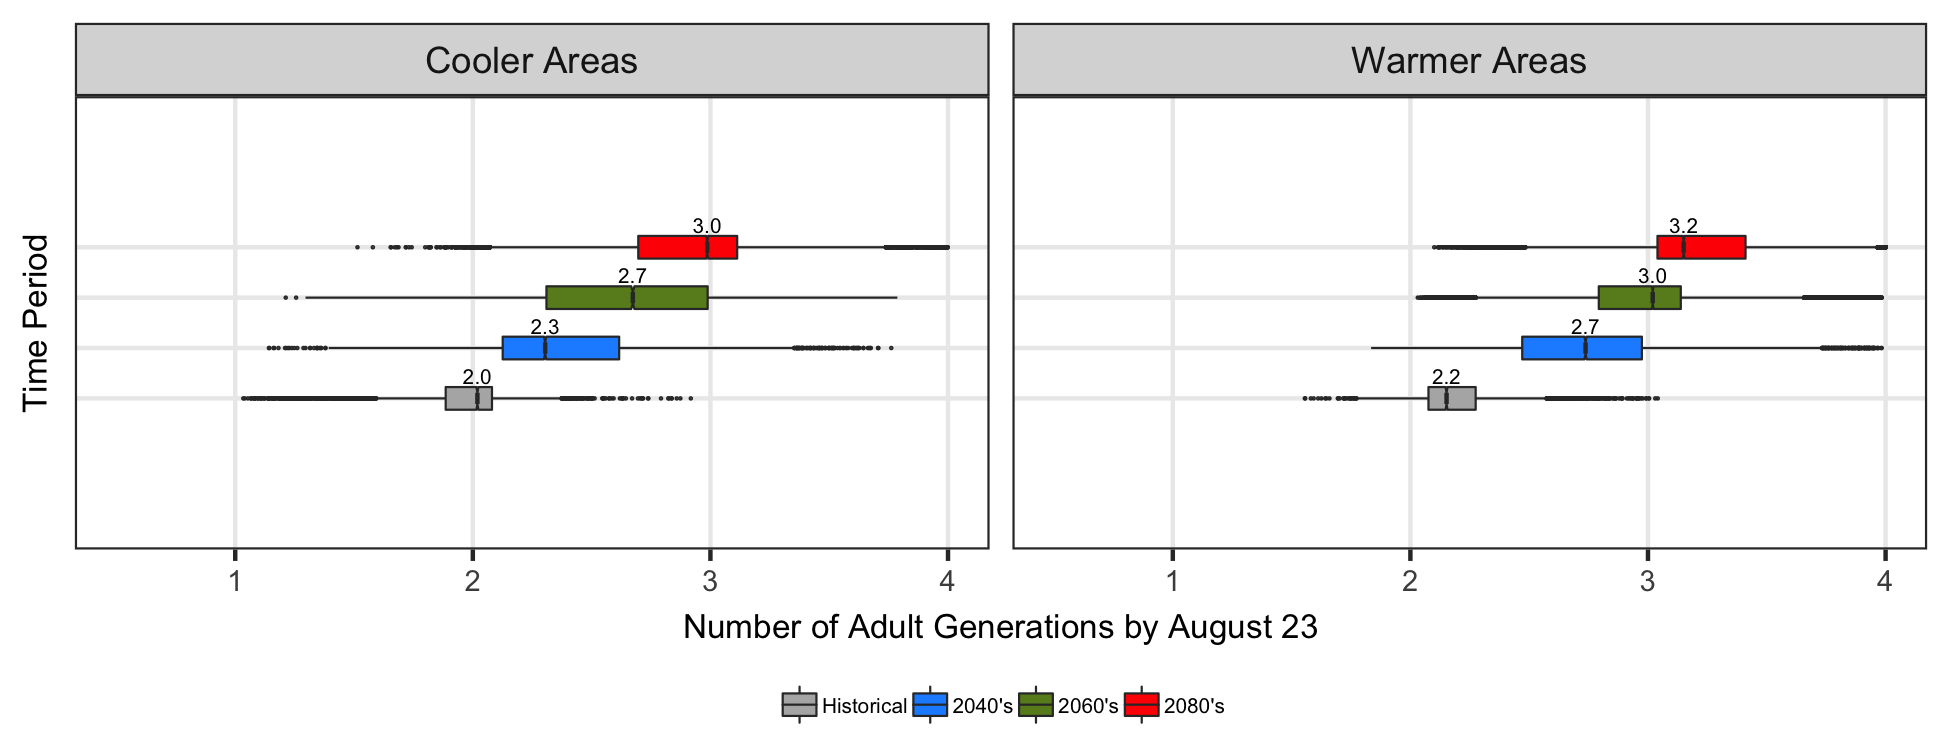 Cooler Areas
Warmer Areas
Time Period
3.0
2.7
2.3
2.0
3.2
3.0
2.7
2.2
1 2 3 4
1 2 3 4
Number of Adult Generations by August 23
Historical 2040's 2060's 2080's